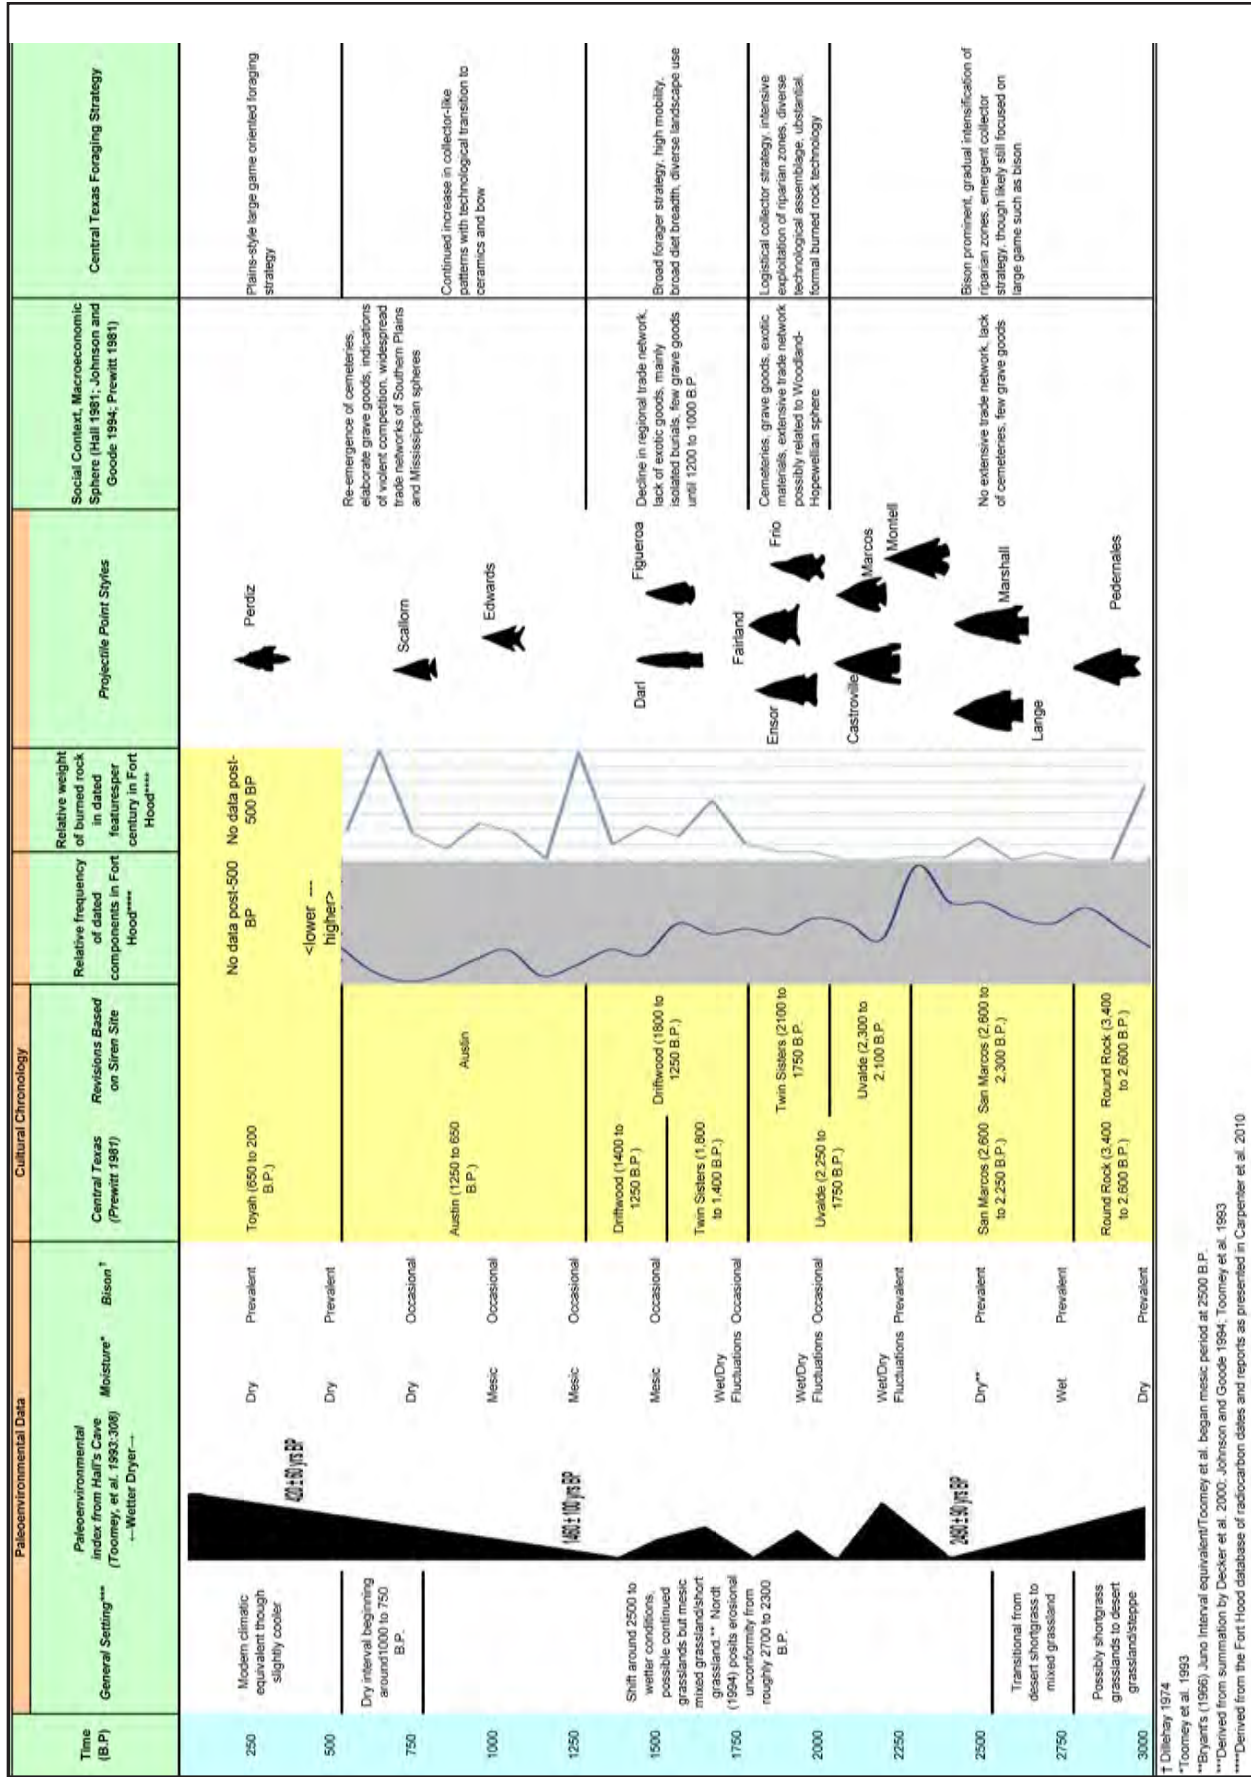 Paleoenvironmental Data
Cultural Chronology
Time
(B.P)
General Setting***
Paleoenvironmental
index from Hall's Cave
(Toomey, et al. 1993:308)
←Wetter Dryer→
Moisture*
Bison†
Central Texas
(Prewitt 1981)
Revisions Based
on Siren Site
Relative frequency
of dated
components in Fort
Hood****
Relative weight
of burned rock
in dated
featuresper
century in Fort
Hood****
Projectile Point Styles
Social Context, Macroeconomic
Sphere (Hall 1981; Johnson and
Goode 1994; Prewitt 1981)
Central Texas Foraging Strategy
250
500
750
1000
1250
1500
1750
2000
2250
2500
2750
3000
Modern climatic
equivalent though
slightly cooler
Dry interval beginning
around1000 to 750
B.P.
Shift around 2500 to
wetter conditions,
possible continued
grasslands but mesic
mixed grassland/short
grassland.** Nordt
(1994) posits erosional
unconformity from
roughly 2700 to 2300
B.P.
Transitional from
desert shortgrass to
mixed grassland
Possibly shortgrass
grasslands to desert
grassland/steppe
420±60 yrs BP
1460±100 yrs BP
2490±90 yrs BP
Dry
Dry
Dry
Mesic
Mesic
Mesic
Wet/Dry
Fluctuations
Wet/Dry
Fluctuations
Wet/Dry
Fluctuations
Dry**
Wet
Dry
Prevalent
Prevalent
Occasional
Occasional
Occasional
Occasional
Occasional
Occasional
Prevalent
Prevalent
Prevalent
Prevalent
Toyah (650 to 200
B.P.)
Austin (1250 to 650
B.P.)
Driftwood (1400 to
1250 B.P.)
Twin Sisters (1,800
to 1,400 B.P.)
Uvalde (2,250 to
1750 B.P.)
San Marcos (2,600
to 2,250 B.P.)
Round Rock (3,400
to 2,600 B.P.)
Austin
Driftwood (1800 to
1250 B.P.)
Twin Sisters (2100 to
1750 B.P.)
Uvalde (2,300 to
2,100 B.P.
San Marcos (2,600 to
2,300 B.P.)
Round Rock (3,400
to 2,600 B.P.)
No data post-500
BP
<lower ---
higher>
No data post-
500 BP
Perdiz
Scallorn
Edwards
Darl
Figueroa
Ensor
Fairland
Frio
Castroville
Marcos
Montell
Lange
Marshall
Pedernales
Re-emergence of cemeteries,
elaborate grave goods, indications
of violent competition, widespread
trade networks of Southern Plains
and Mississippian spheres
Decline in regional trade network,
lack of exotic goods, mainly
isolated burials, few grave goods
until 1200 to 1000 B.P.
Cemeteries, grave goods, exotic
materials, extensive trade network
possibly related to Woodland-
Hopewellian sphere
No extensive trade network, lack
of cemeteries, few grave goods
Plains-style large game oriented foraging
strategy
Continued increase in collector-like
patterns with technological transition to
ceramics and bow
Broad forager strategy, high mobility,
broad diet breadth, diverse landscape use
Logistical collector strategy, intensive
exploitation of riparian zones, diverse
technological assemblage, ubstantial,
formal burned rock technology
Bison prominent, gradual intensification of
riparian zones, emergent collector
strategy, though likely still focused on
large game such as bison
† Dillehay 1974
*Toomey et al. 1993
**Bryant's (1966) Juno Interval equivalent/Toomey et al. began mesic period at 2500 B.P.
***Derived from summation by Decker et al. 2000; Johnson and Goode 1994; Toomey et al. 1993
****Derived from the Fort Hood database of radiocarbon dates and reports as presented in Carpenter et al. 2010